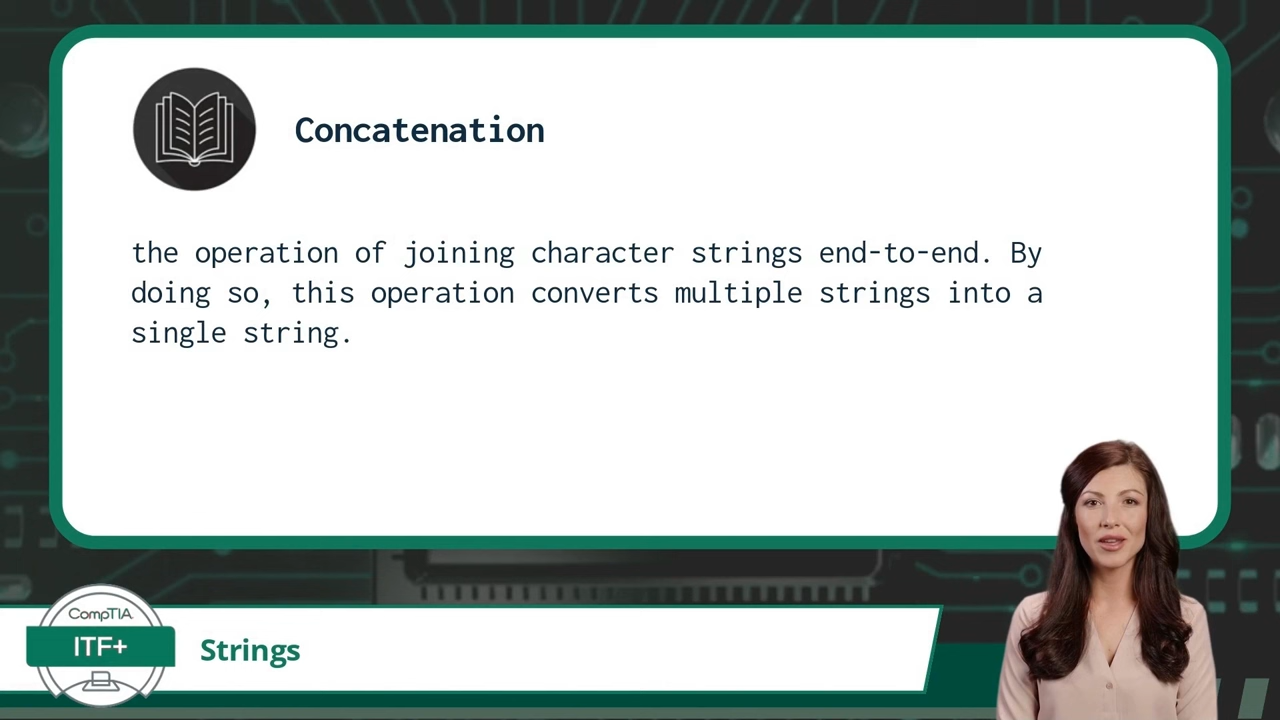 Concatenation
the operation of joining character strings end-to-end. By
doing so, this operation converts multiple strings into a
single string.
CompTIA
ITF+
Strings